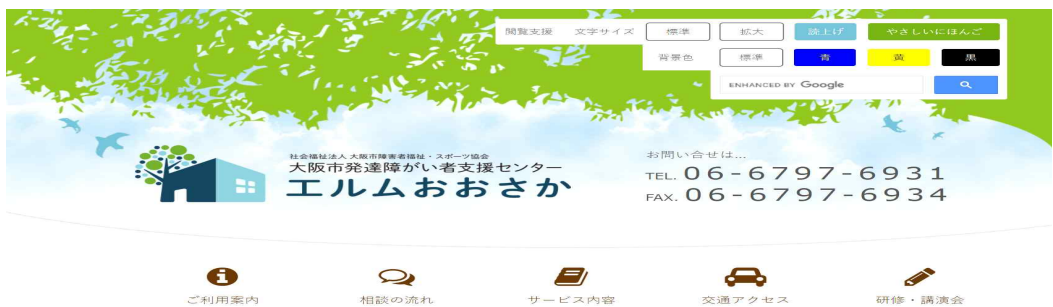 閲覧支援 文字サイズ 標準 拡大 読上げ やさしいにほんご
背景色 標準 青 黄 黒
ENHANCED BY Google
社会福祉法人 大阪市障害者福祉・スポーツ協会
大阪市発達障がい者支援センター
エルムおおさか
お問い合せは...
TEL. 06-6797-6931
FAX. 06-6797-6934
ご利用案内 相談の流れ サービス内容 交通アクセス 研修・講演会